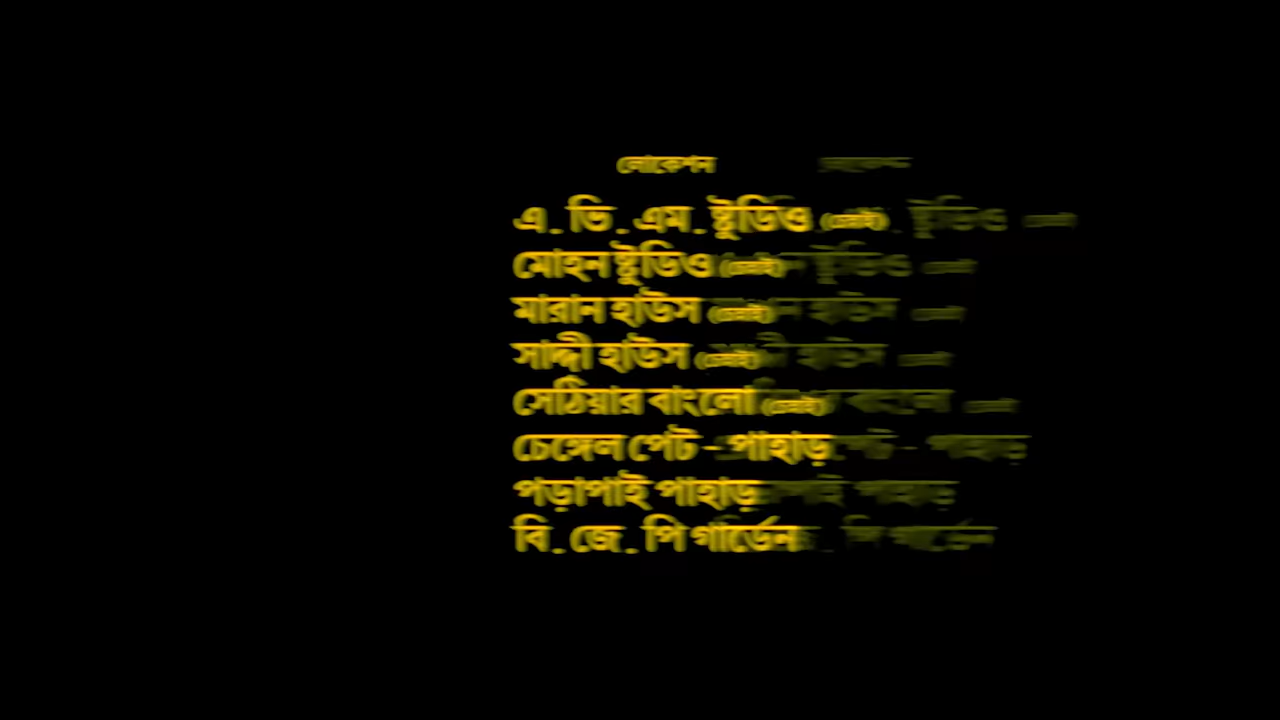 লোকেশন
এ. ভি. এম. ষ্টুডিও
মোহন ষ্টুডিও
মারান হাউস
সাদ্দী হাউস
সেঠিয়ার বাংলো
চেঙ্গেল পেট - পাহাড়
পড়াপাই পাহাড়
বি. জে. পি গার্ডেন